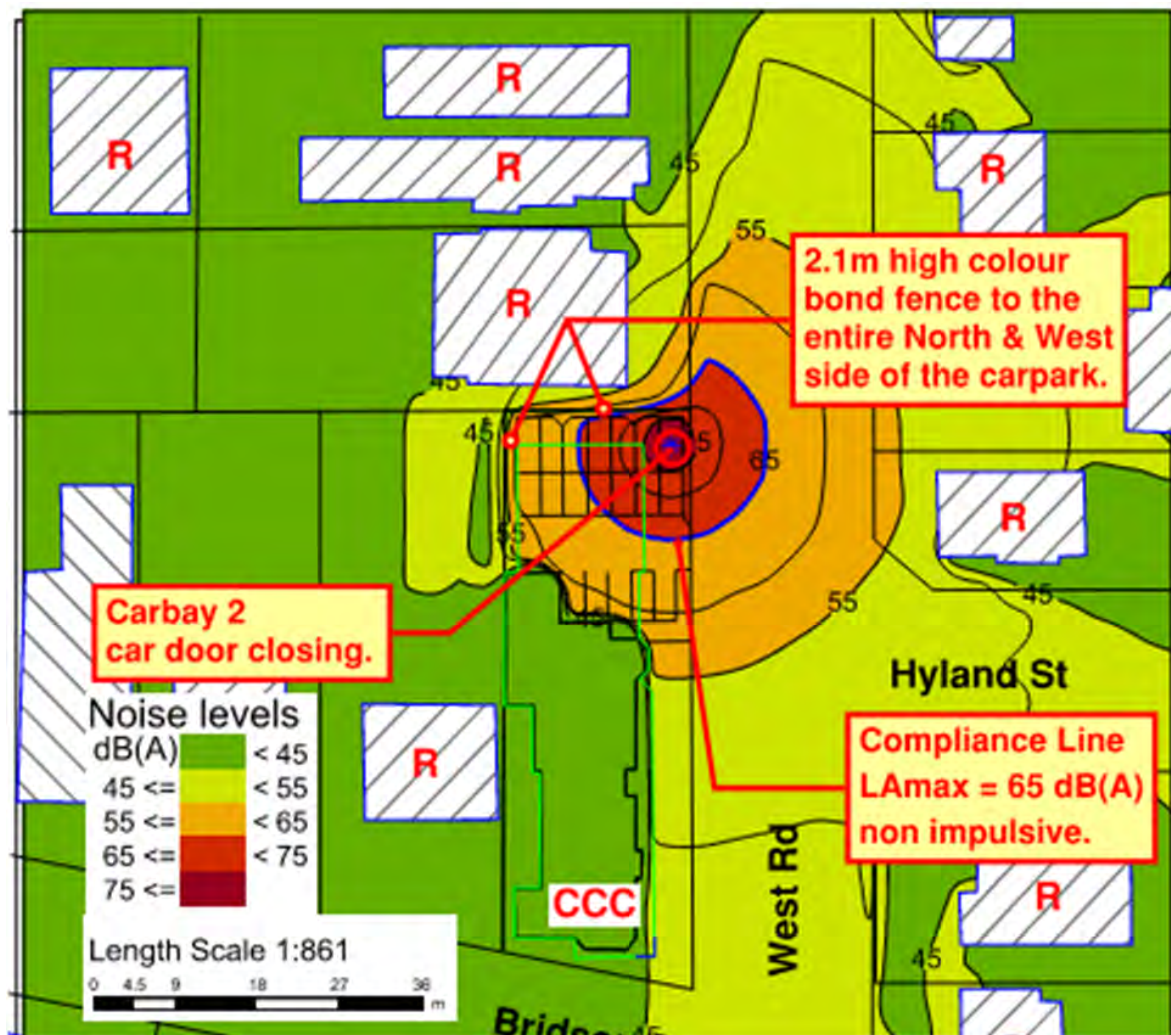 R
R
45
R
45
R
R
55
2.1m high colour
bond fence to the
entire North & West
side of the carpark.
45
45
5
65
R
55
Carbay 2
car door closing.
45
45
55
Hyland St
Noise levels
dB(A)
< 45
45 <= < 55
55 <= < 65
65 <= < 75
75 <=
R
Compliance Line
LAmax = 65 dB(A)
non impulsive.
West Rd
CCC
R
45
Length Scale 1:861
0 4.5 9 18 27 36
m
45